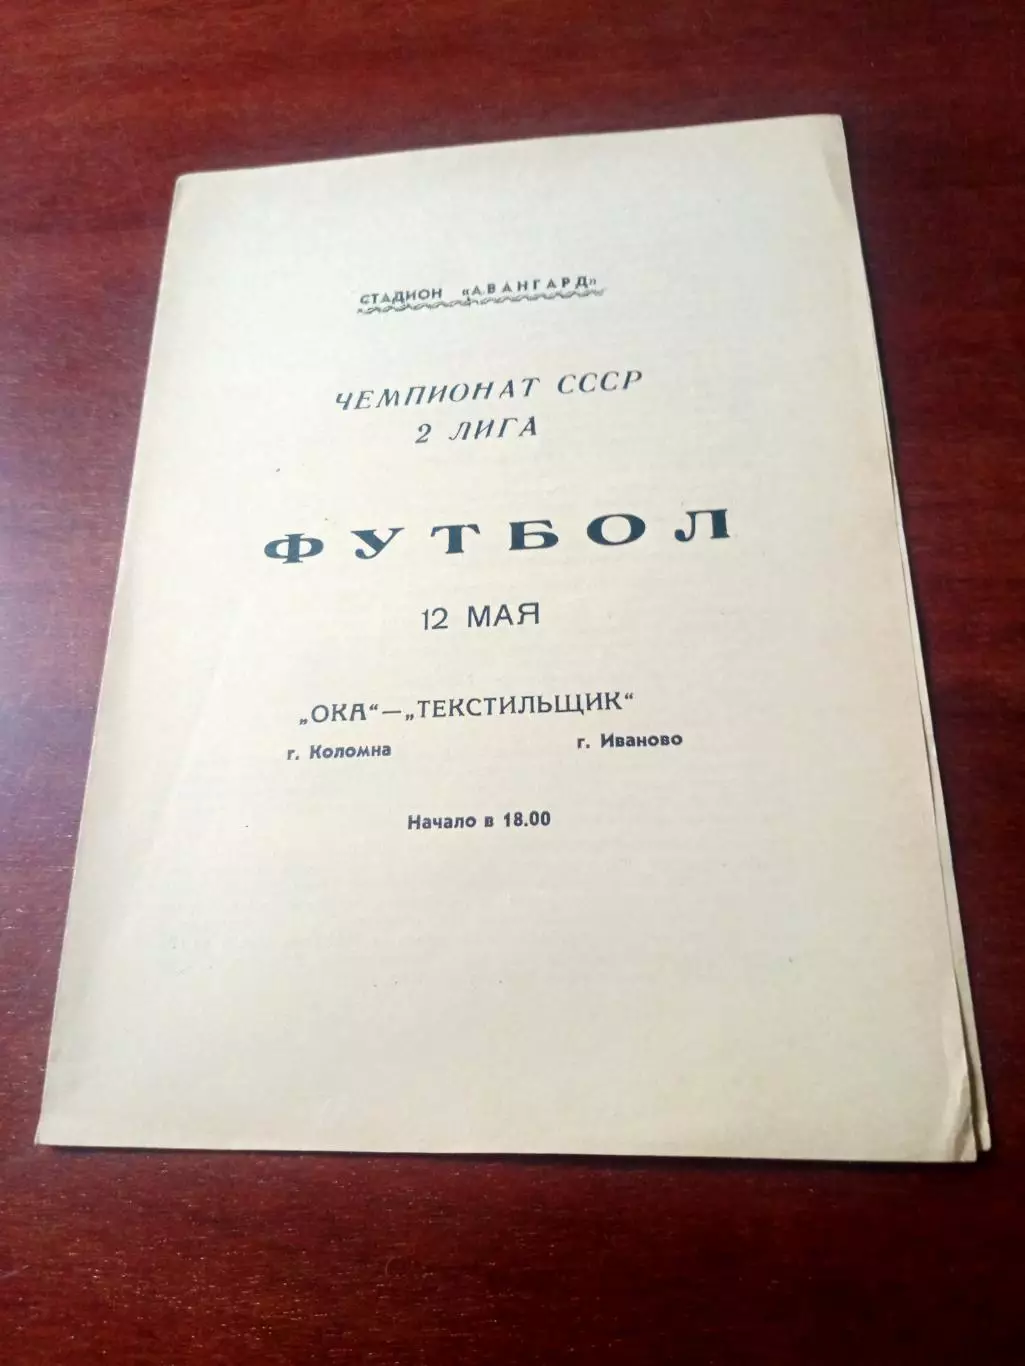 СТАДИОН «АВАНГАРД»
ЧЕМПИОНАТ СССР
2 ЛИГА
ФУТБОЛ
12 МАЯ
„ОКА“—„ТЕКСТИЛЬЩИК“
г. Коломна г. Иваново
Начало в 18.00